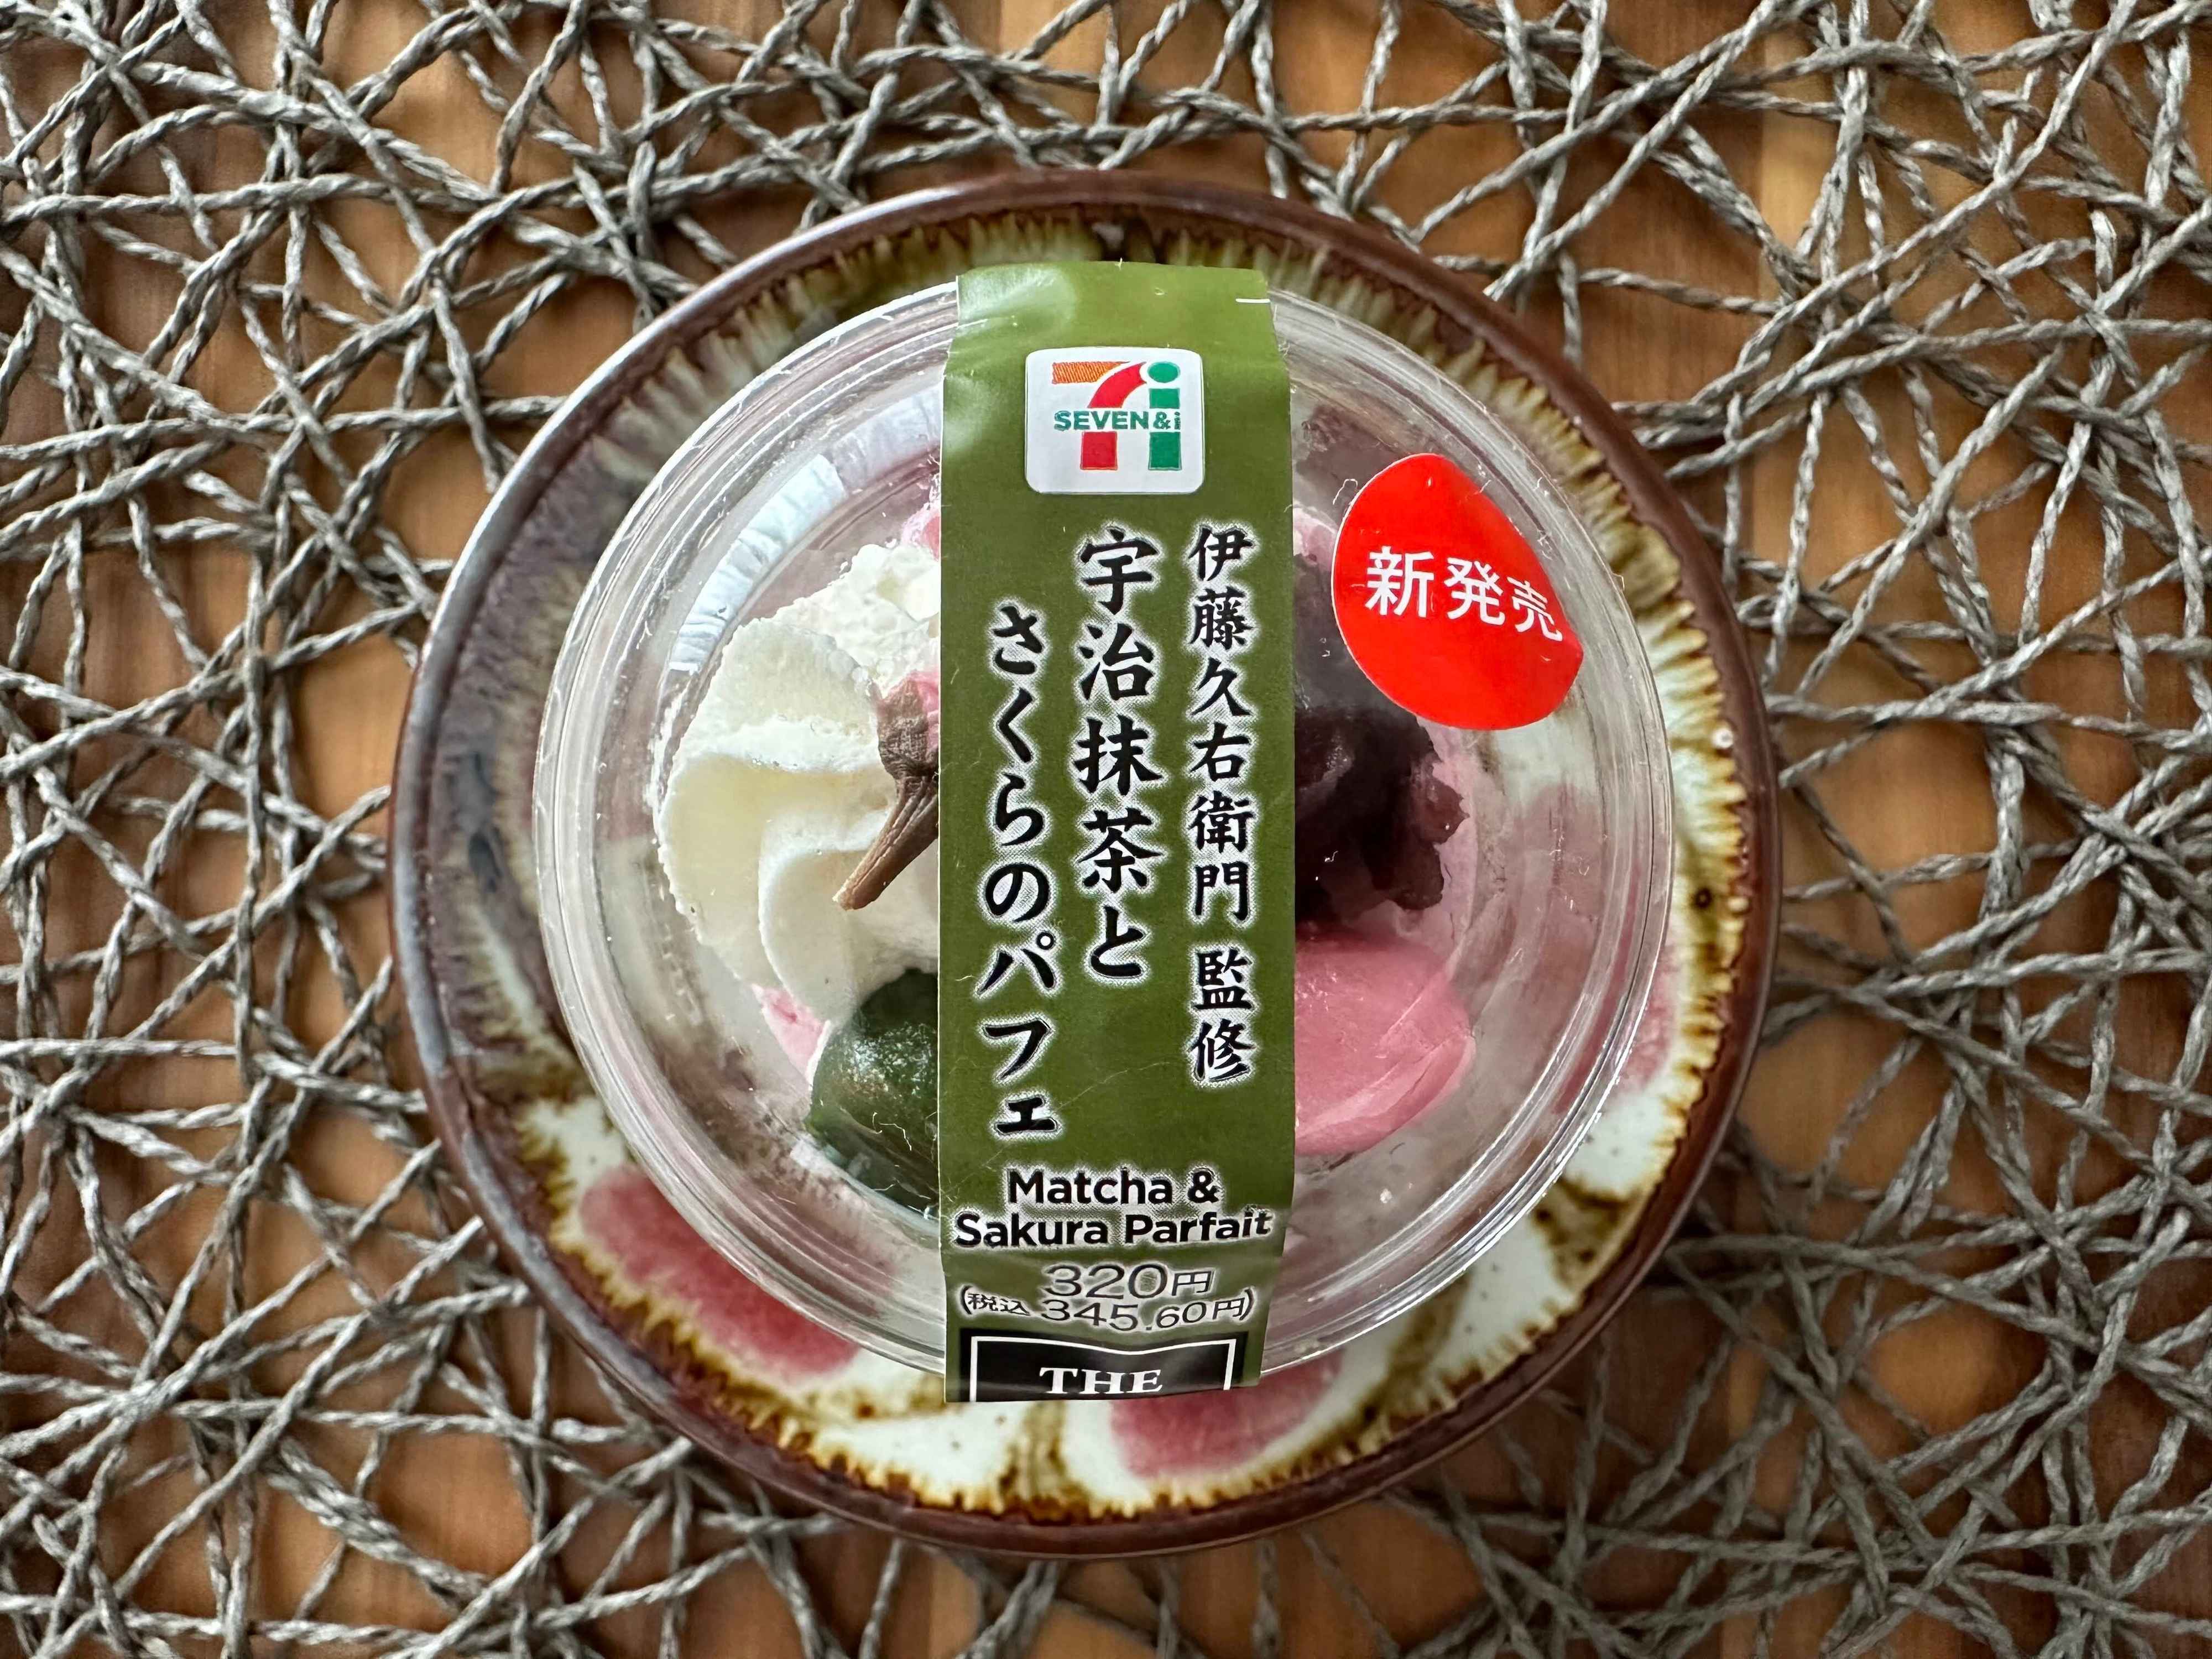 SEVEN&i
新発売
伊藤久右衛門 監修
宇治抹茶と
さくらのパフェ
Matcha &
Sakura Parfait
320円
(税込 345.60円)
THE